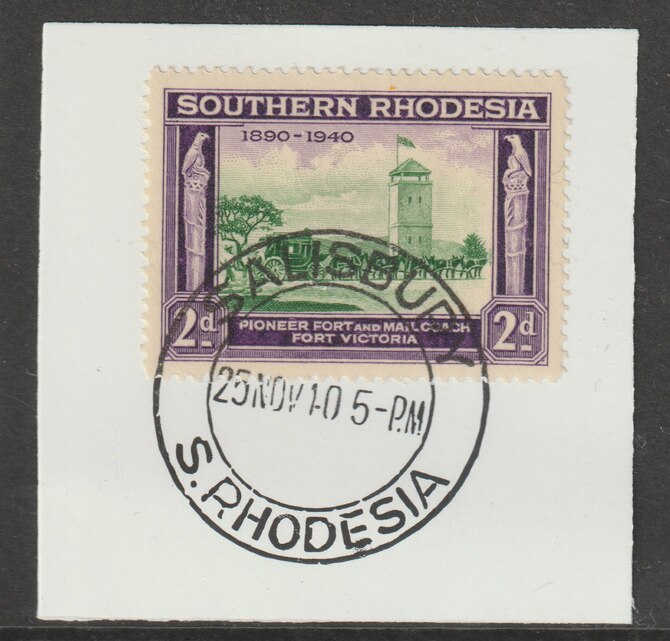 SOUTHERN RHODESIA
1890-1940
2d
PIONEER FORT AND MAIL COACH
FORT VICTORIA
2d
SALISBURY
25 NOV 40 5-PM
S. RHODESIA